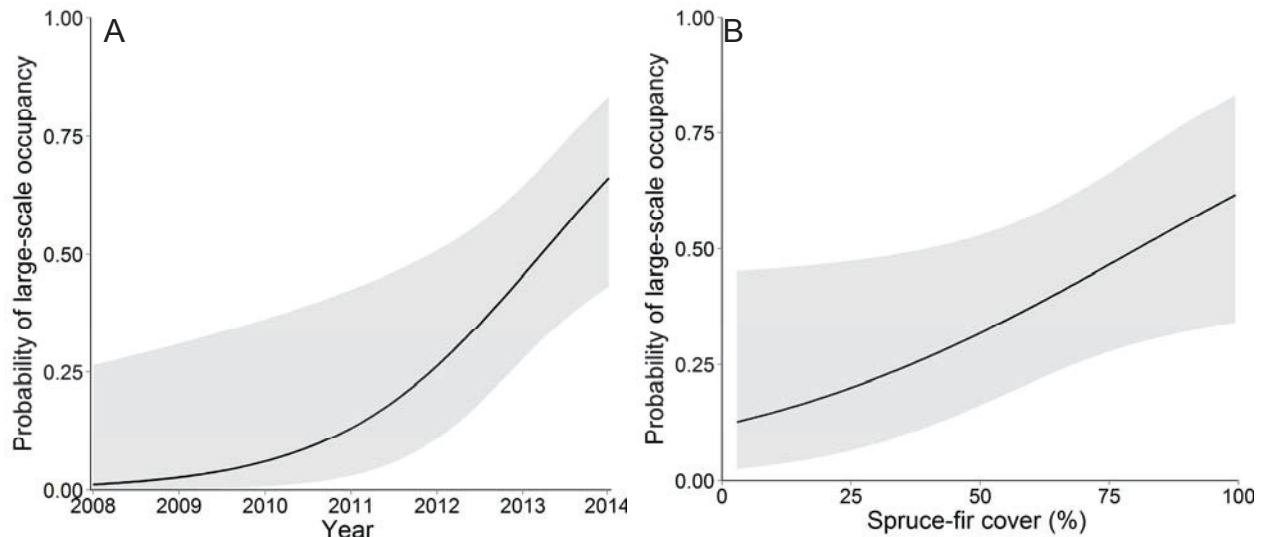 A
Probability of large-scale occupancy
1.00
0.75
0.50
0.25
0.00
2008 2009 2010 2011 2012 2013 2014
Year
B
Probability of large-scale occupancy
1.00
0.75
0.50
0.25
0.00
0 25 50 75 100
Spruce-fir cover (%)